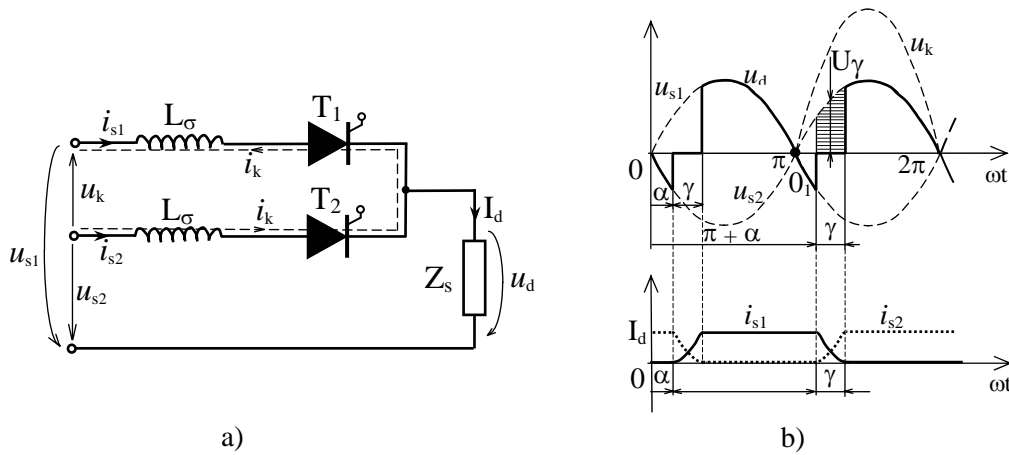 i_s1
L_σ
T_1
i_k
u_k
L_σ
i_k
T_2
I_d
i_s2
u_s1
u_s2
Z_s
u_d
a)
U_γ
u_k
u_s1
u_d
0
α
γ
u_s2
π
0_1
2π
ωt
π + α
γ
I_d
i_s1
i_s2
0
α
γ
ωt
b)